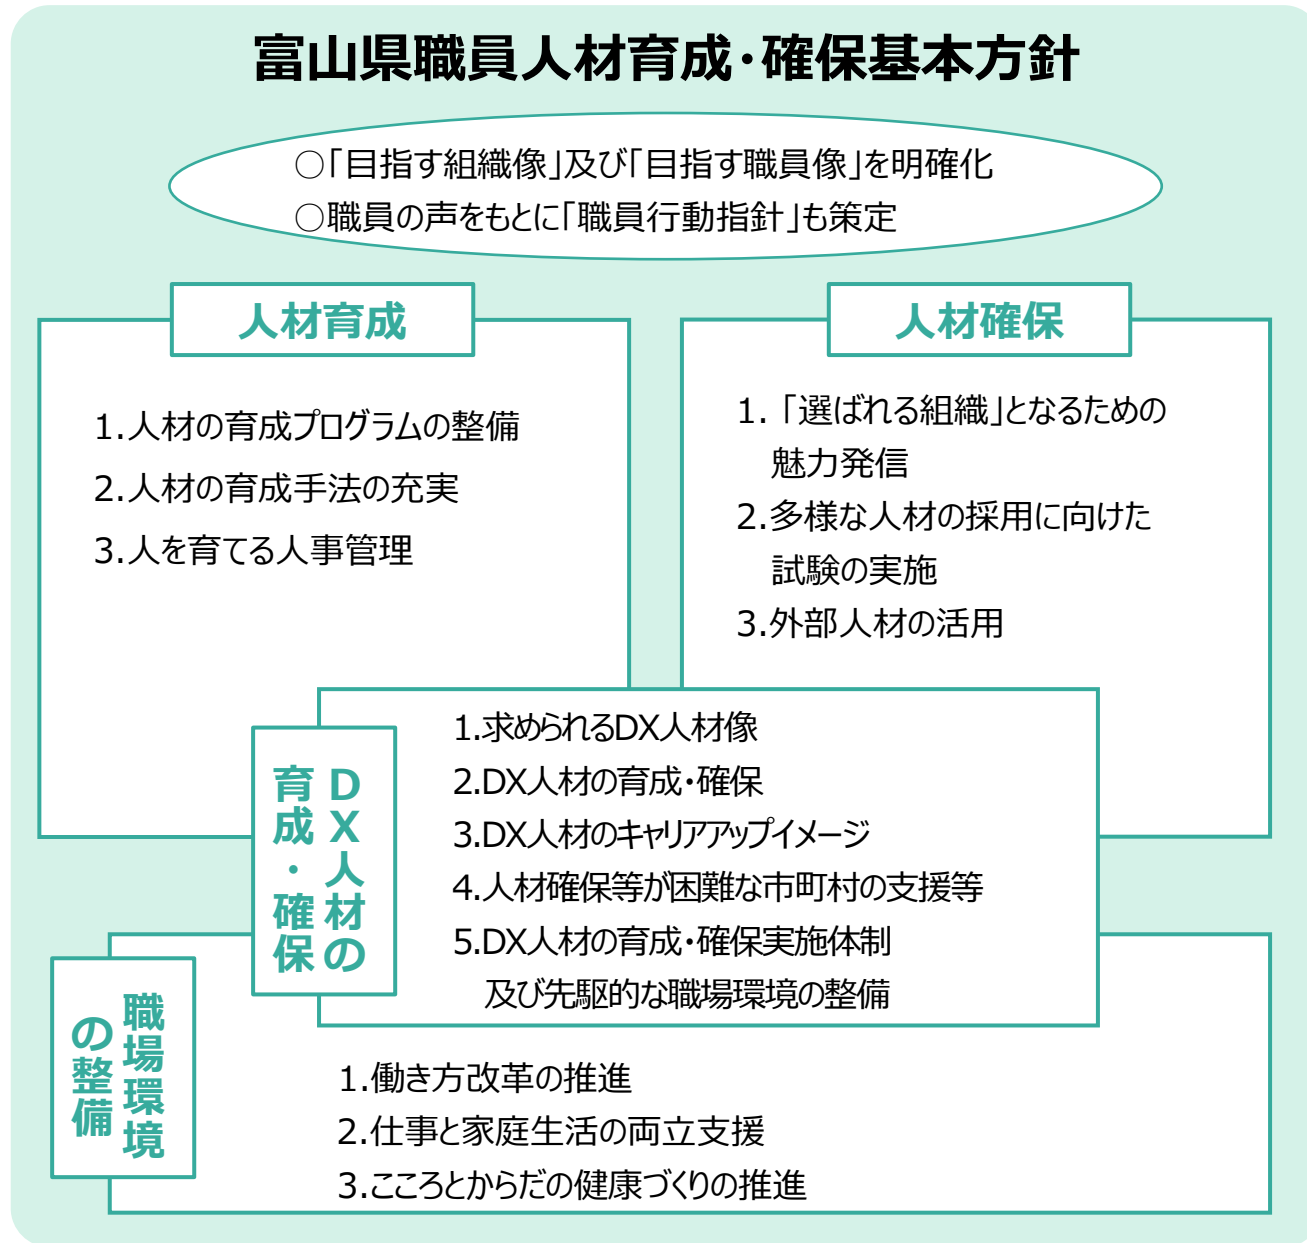 富山県職員人材育成・確保基本方針
○「目指す組織像」及び「目指す職員像」を明確化
○職員の声をもとに「職員行動指針」も策定
人材育成
1.人材の育成プログラムの整備
2.人材の育成手法の充実
3.人を育てる人事管理
人材確保
1.「選ばれる組織」となるための
魅力発信
2.多様な人材の採用に向けた
試験の実施
3.外部人材の活用
DX人材の
育成・確保
1.求められるDX人材像
2.DX人材の育成・確保
3.DX人材のキャリアアップイメージ
4.人材確保等が困難な市町村の支援等
5.DX人材の育成・確保実施体制
及び先駆的な職場環境の整備
職場環境
の整備
1.働き方改革の推進
2.仕事と家庭生活の両立支援
3.こころとからだの健康づくりの推進